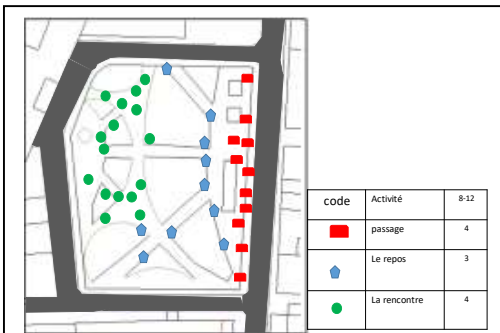 code Activité 8-12
passage 4
Le repos 3
La rencontre 4